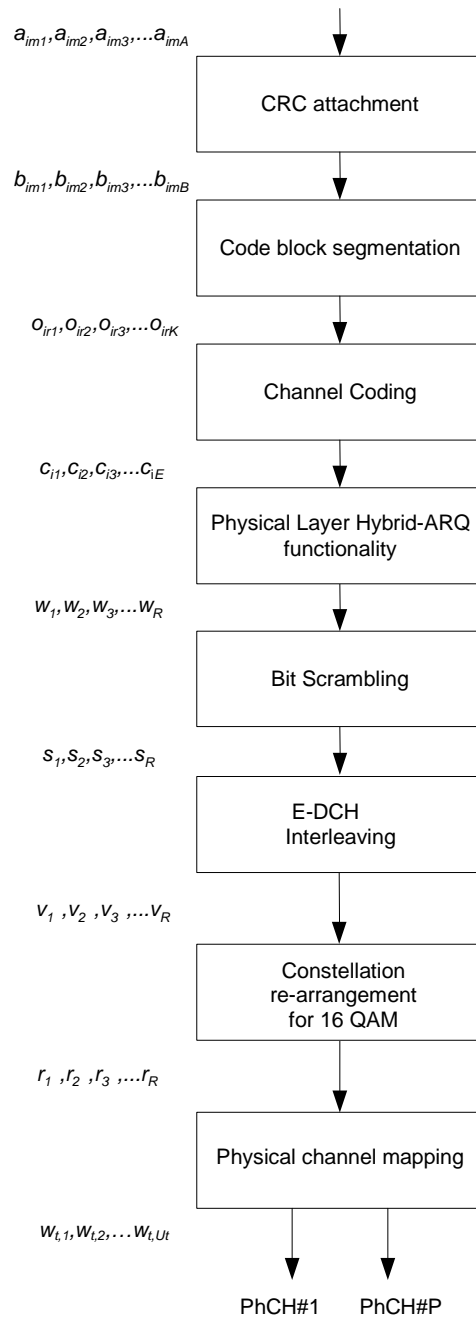 a_im1,a_im2,a_im3,...a_imA
CRC attachment
b_im1,b_im2,b_im3,...b_imB
Code block segmentation
o_ir1,o_ir2,o_ir3,...o_irK
Channel Coding
c_i1,c_i2,c_i3,...c_iE
Physical Layer Hybrid-ARQ
functionality
w_1,w_2,w_3,...w_R
Bit Scrambling
s_1,s_2,s_3,...s_R
E-DCH
Interleaving
v_1 ,v_2 ,v_3 ,...v_R
Constellation
re-arrangement
for 16 QAM
r_1 ,r_2 ,r_3 ,...r_R
Physical channel mapping
w_t,1,w_t,2,...w_t,Ut
PhCH#1 PhCH#P